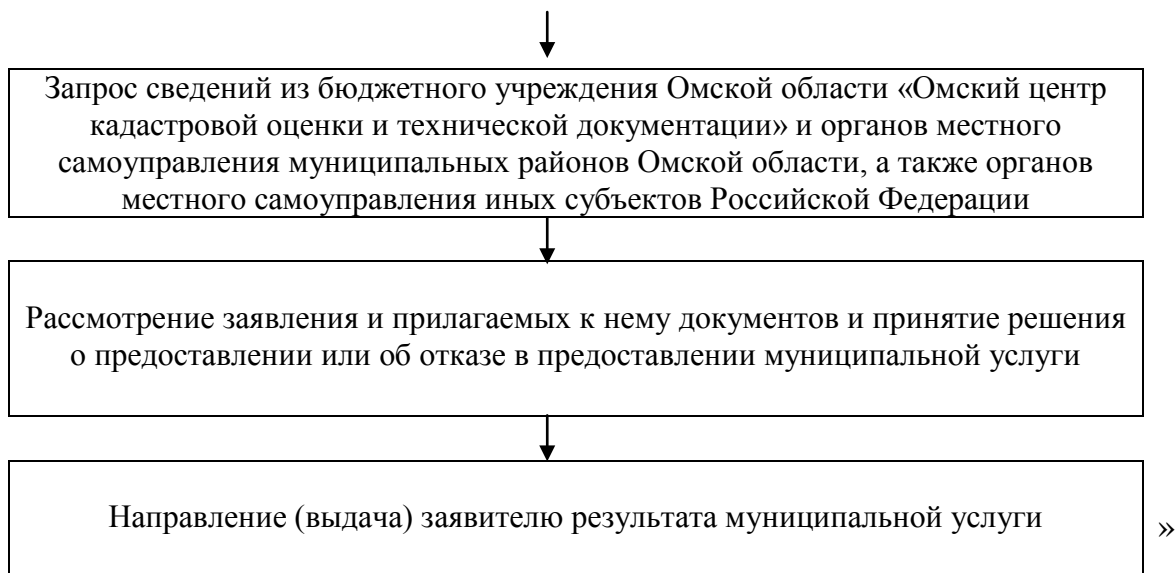 Запрос сведений из бюджетного учреждения Омской области «Омский центр
кадастровой оценки и технической документации» и органов местного
самоуправления муниципальных районов Омской области, а также органов
местного самоуправления иных субъектов Российской Федерации
Рассмотрение заявления и прилагаемых к нему документов и принятие решения
о предоставлении или об отказе в предоставлении муниципальной услуги
Направление (выдача) заявителю результата муниципальной услуги
»